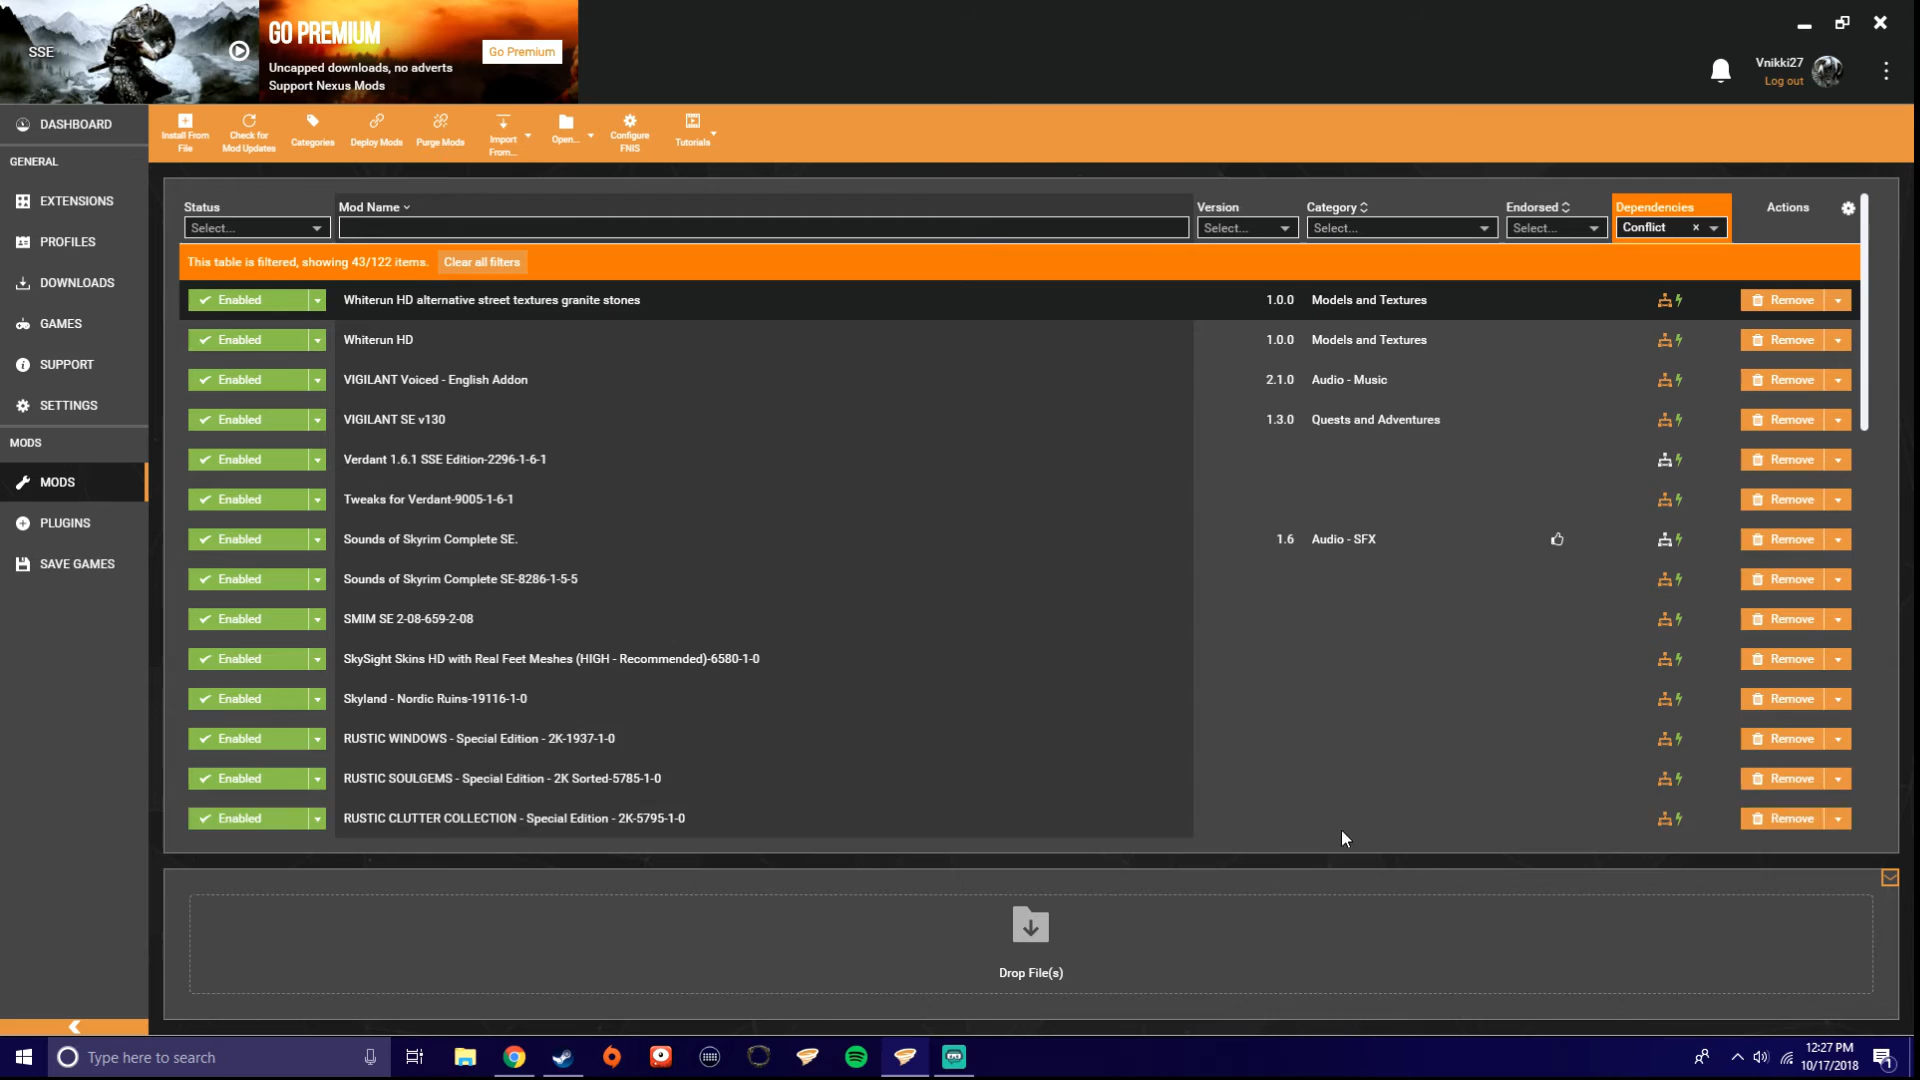 SSE
GO PREMIUM
Uncapped downloads, no adverts
Support Nexus Mods
Go Premium
Vnikki27
Log out
DASHBOARD
GENERAL
EXTENSIONS
PROFILES
DOWNLOADS
GAMES
SUPPORT
SETTINGS
MODS
MODS
PLUGINS
SAVE GAMES
Install From File
Check for Mod Updates
Categories
Deploy Mods
Purge Mods
Import From...
Open...
Configure FNIS
Tutorials
Status Mod Name Version Category Endorsed Dependencies Actions
Select... Select... Select... Select... Conflict ×
This table is filtered, showing 43/122 items. Clear all filters
Enabled Whiterun HD alternative street textures granite stones 1.0.0 Models and Textures Remove
Enabled Whiterun HD 1.0.0 Models and Textures Remove
Enabled VIGILANT Voiced - English Addon 2.1.0 Audio - Music Remove
Enabled VIGILANT SE v130 1.3.0 Quests and Adventures Remove
Enabled Verdant 1.6.1 SSE Edition-2296-1-6-1 Remove
Enabled Tweaks for Verdant-9005-1-6-1 Remove
Enabled Sounds of Skyrim Complete SE. 1.6 Audio - SFX Remove
Enabled Sounds of Skyrim Complete SE-8286-1-5-5 Remove
Enabled SMIM SE 2-08-659-2-08 Remove
Enabled SkySight Skins HD with Real Feet Meshes (HIGH - Recommended)-6580-1-0 Remove
Enabled Skyland - Nordic Ruins-19116-1-0 Remove
Enabled RUSTIC WINDOWS - Special Edition - 2K-1937-1-0 Remove
Enabled RUSTIC SOULGEMS - Special Edition - 2K Sorted-5785-1-0 Remove
Enabled RUSTIC CLUTTER COLLECTION - Special Edition - 2K-5795-1-0 Remove
Drop File(s)
Type here to search
12:27 PM
10/17/2018
1